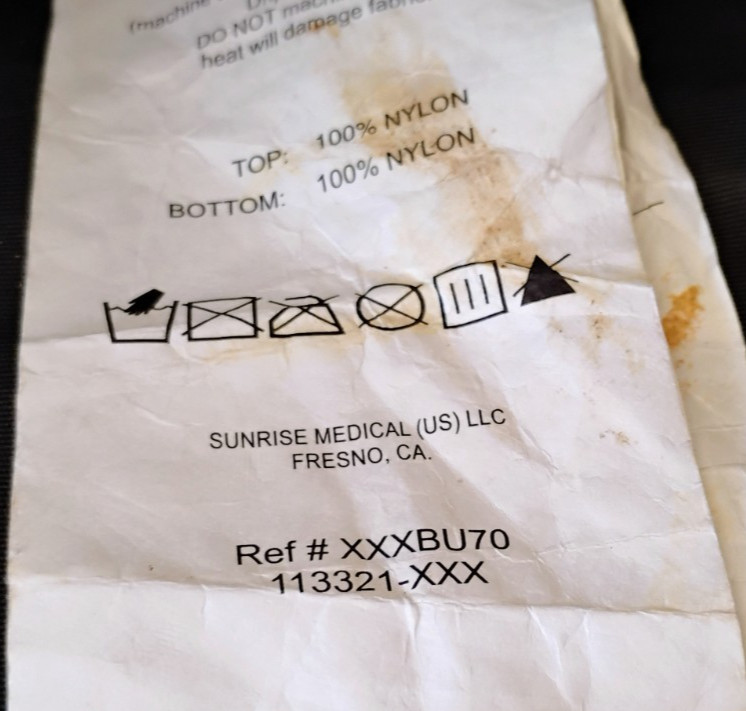 (machine
DO NOT
heat will damage
TOP: 100% NYLON
BOTTOM: 100% NYLON
SUNRISE MEDICAL (US) LLC
FRESNO, CA.
Ref # XXXBU70
113321-XXX